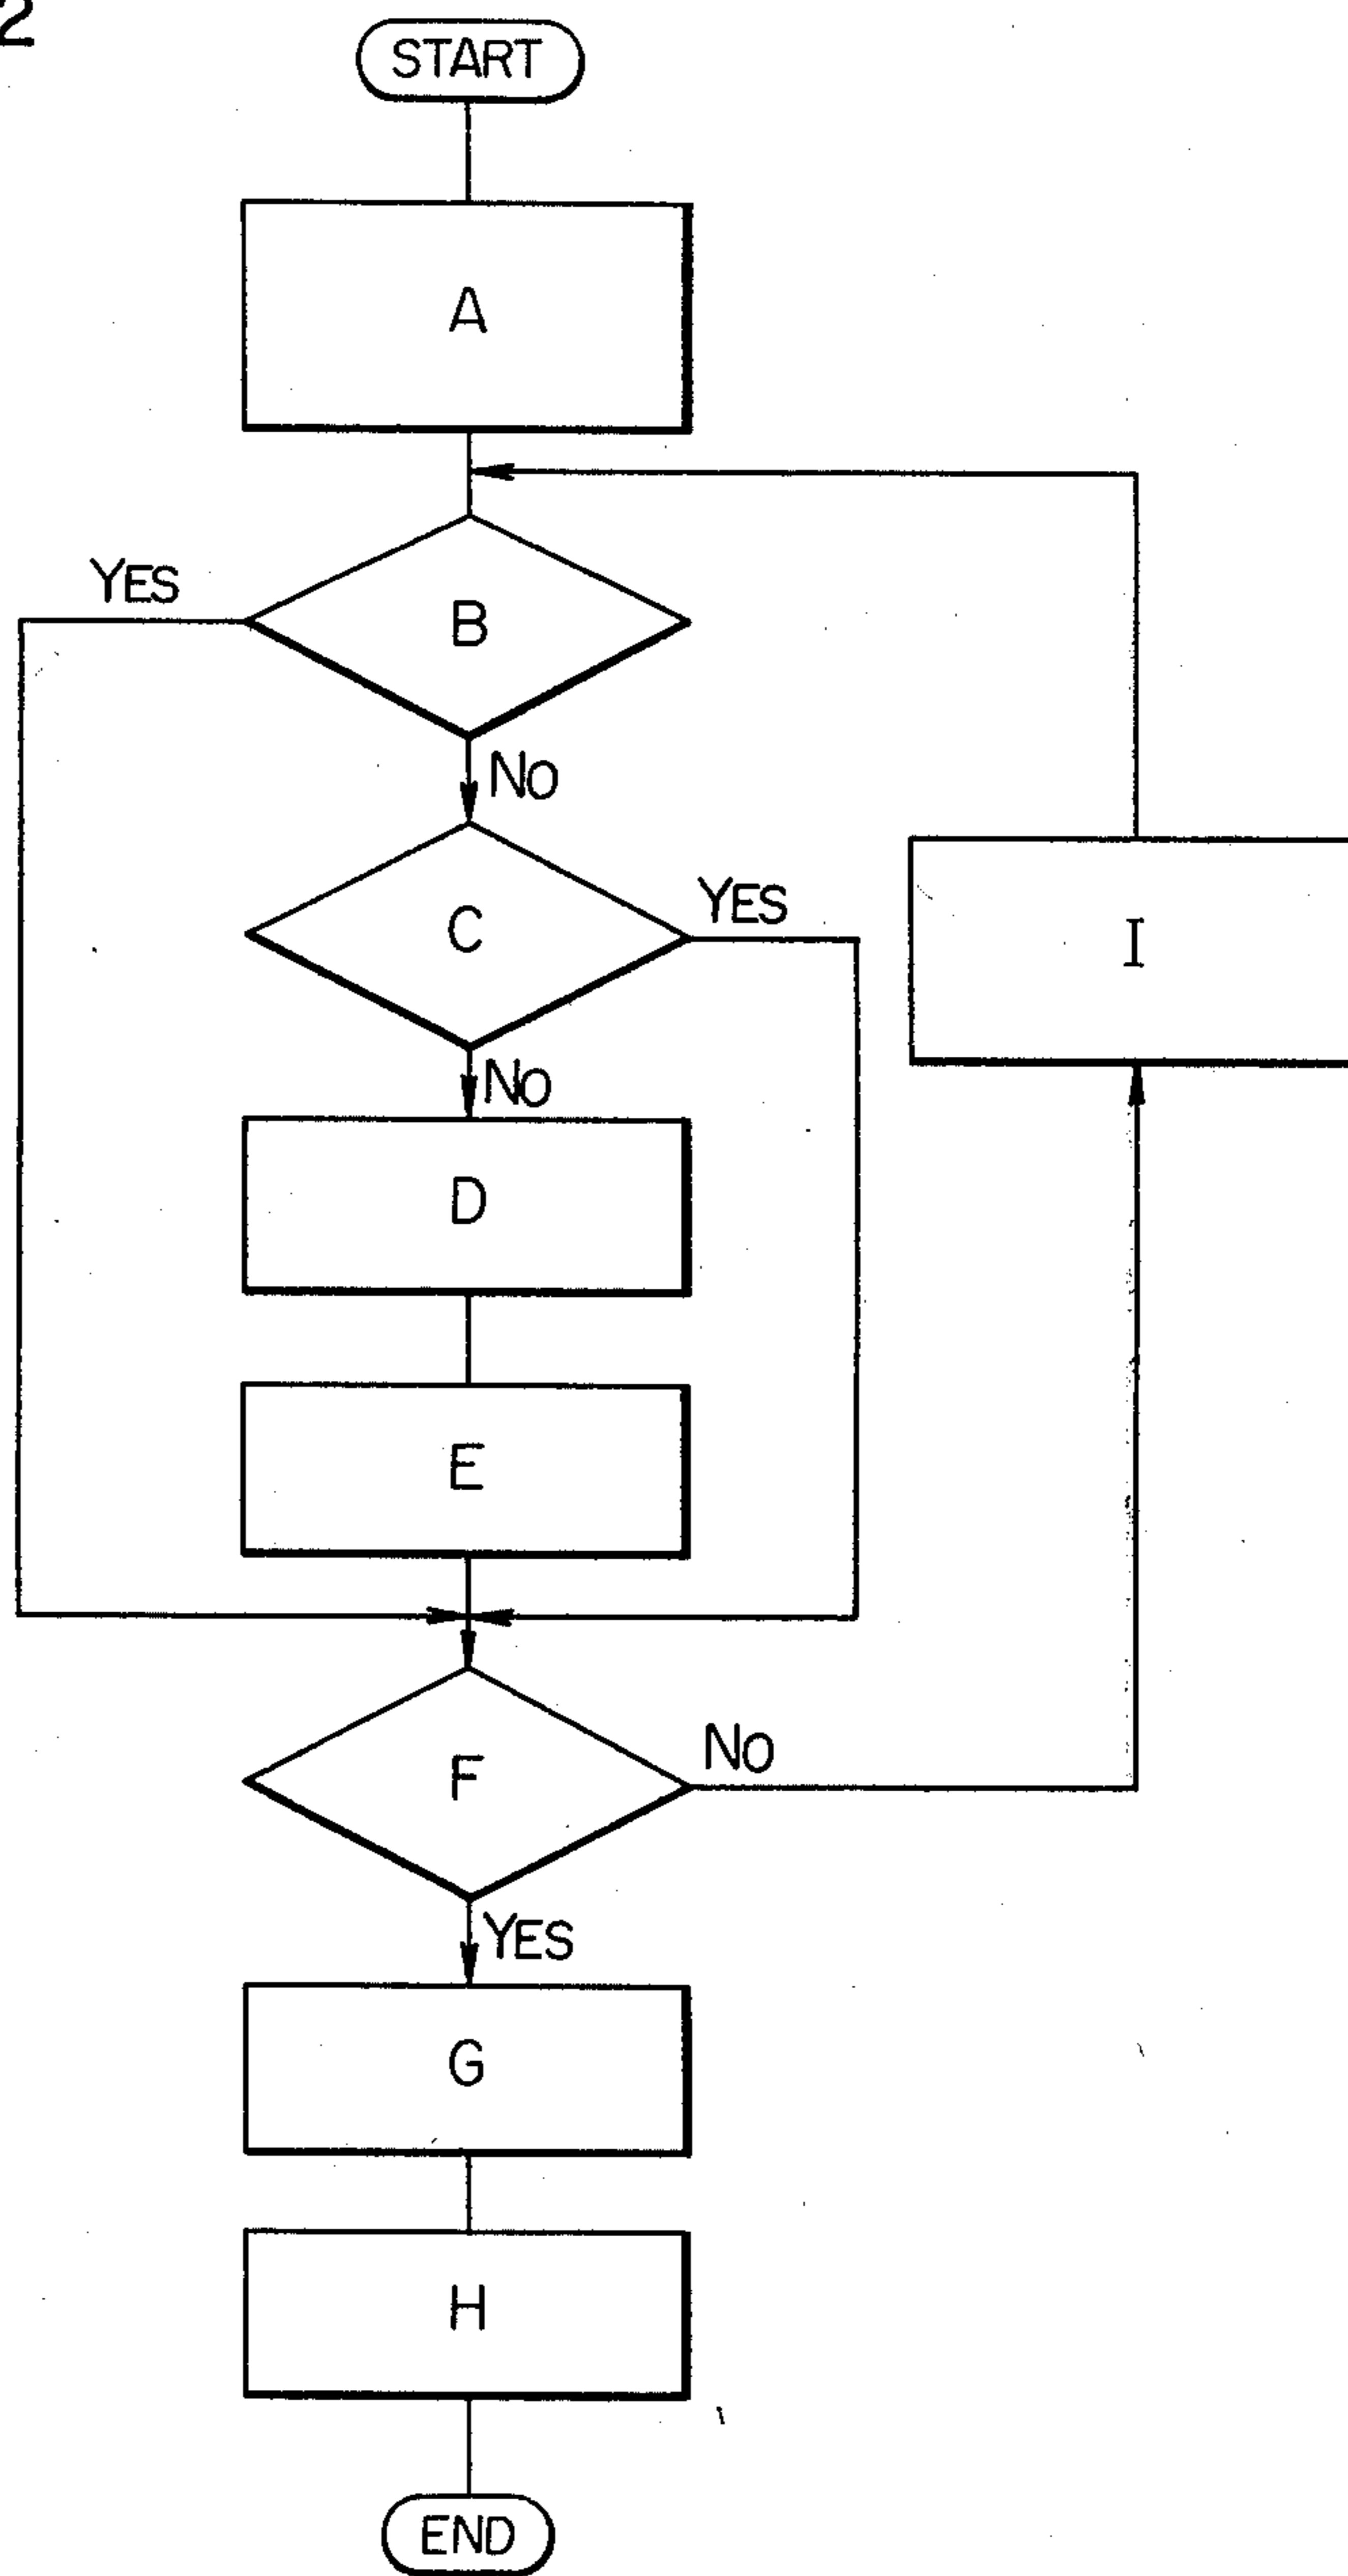 2
START
A
YES
B
NO
C
YES
I
NO
D
E
F
NO
YES
G
H
END